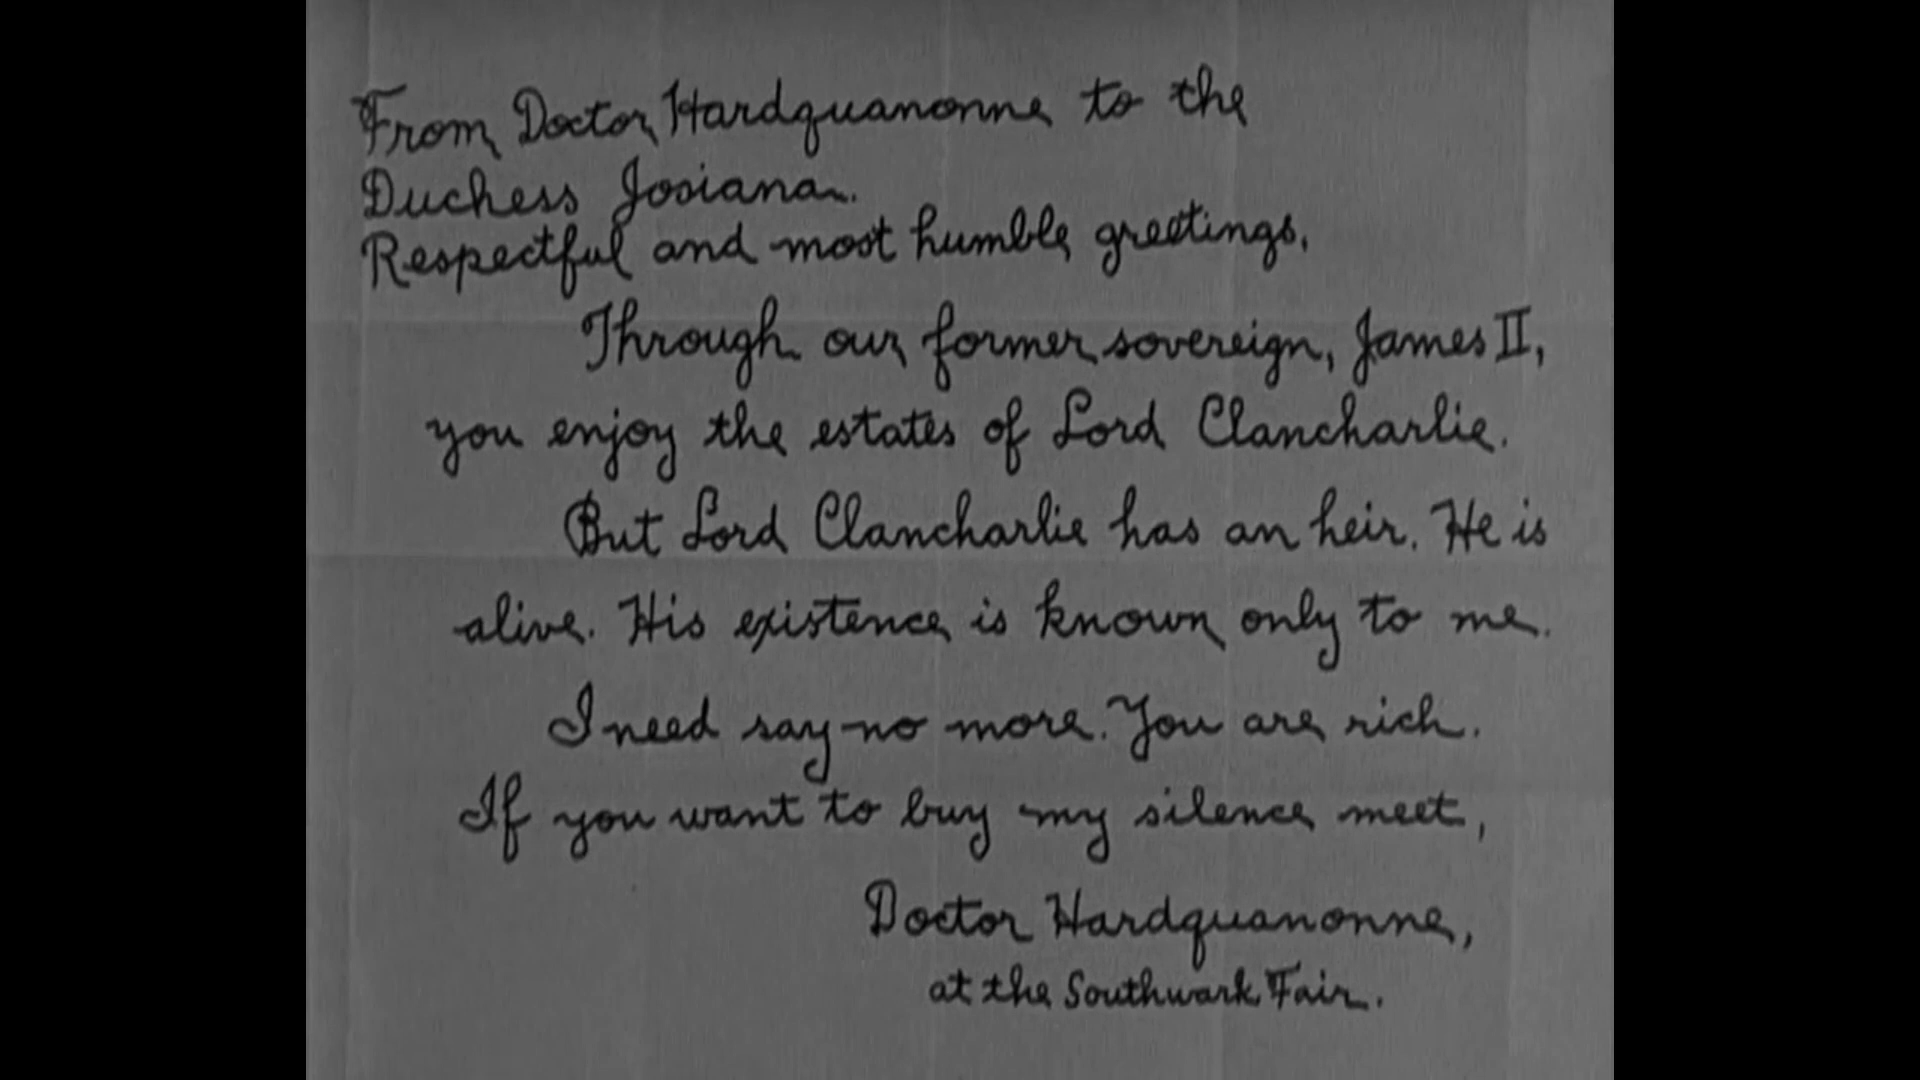 From Doctor Hardquanonne to the
Duchess Josiana.
Respectful and most humble greetings.
Through our former sovereign, James II,
you enjoy the estates of Lord Clancharlie.
But Lord Clancharlie has an heir. He is
alive. His existence is known only to me.
I need say no more. You are rich.
If you want to buy my silence meet,
Doctor Hardquanonne,
at the Southwark Fair.